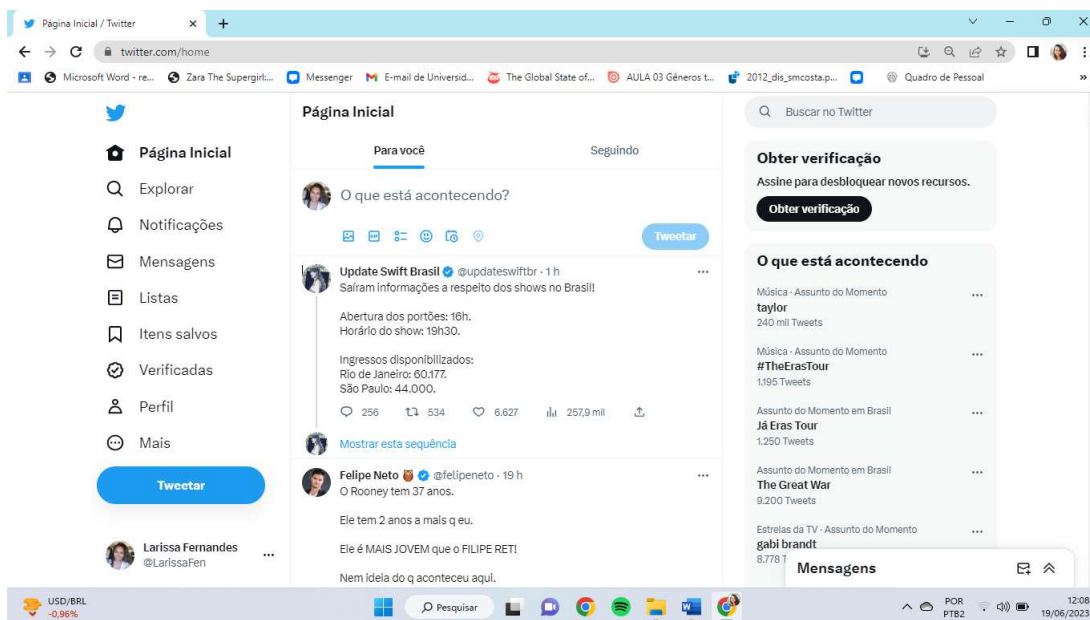 Página Inicial / Twitter
twitter.com/home
Microsoft Word - re...
Zara The Supergirl:...
Messenger
E-mail de Universid...
The Global State of...
AULA 03 Gêneros t...
2012_dis_smcosta.p...
Quadro de Pessoal
»
Página Inicial
Explorar
Notificações
Mensagens
Listas
Itens salvos
Verificadas
Perfil
Mais
Tweetar
Larissa Fernandes
@LarissaFen
Página Inicial
Para você
Seguindo
O que está acontecendo?
GIF
Tweetar
Update Swift Brasil @updateswiftbr · 1 h
Saíram informações a respeito dos shows no Brasil!
Abertura dos portões: 16h.
Horário do show: 19h30.
Ingressos disponibilizados:
Rio de Janeiro: 60.177.
São Paulo: 44.000.
256 534 6.627 257,9 mil
Mostrar esta sequência
Felipe Neto @felipeneto · 19 h
O Rooney tem 37 anos.
Ele tem 2 anos a mais q eu.
Ele é MAIS JOVEM que o FILIPE RET!
Nem ideia do q aconteceu aqui.
Buscar no Twitter
Obter verificação
Assine para desbloquear novos recursos.
Obter verificação
O que está acontecendo
Música · Assunto do Momento
taylor
240 mil Tweets
Música · Assunto do Momento
#TheErasTour
1.195 Tweets
Assunto do Momento em Brasil
Já Eras Tour
1.250 Tweets
Assunto do Momento em Brasil
The Great War
9.200 Tweets
Estrelas da TV · Assunto do Momento
gabi brandt
8.778 T
Mensagens
USD/BRL
-0,96%
Pesquisar
POR
PTB2
12:08
19/06/2023